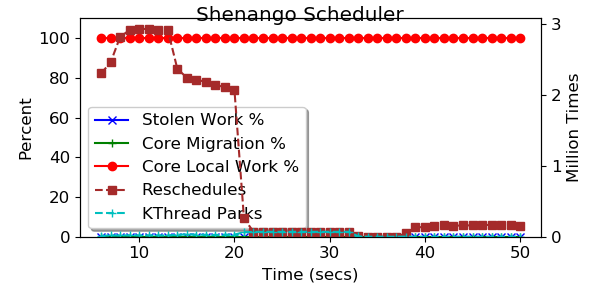 Shenango Scheduler
100
80
60
40
20
0
Percent
3
2
1
0
Million Times
Stolen Work %
Core Migration %
Core Local Work %
Reschedules
KThread Parks
10
20
30
40
50
Time (secs)